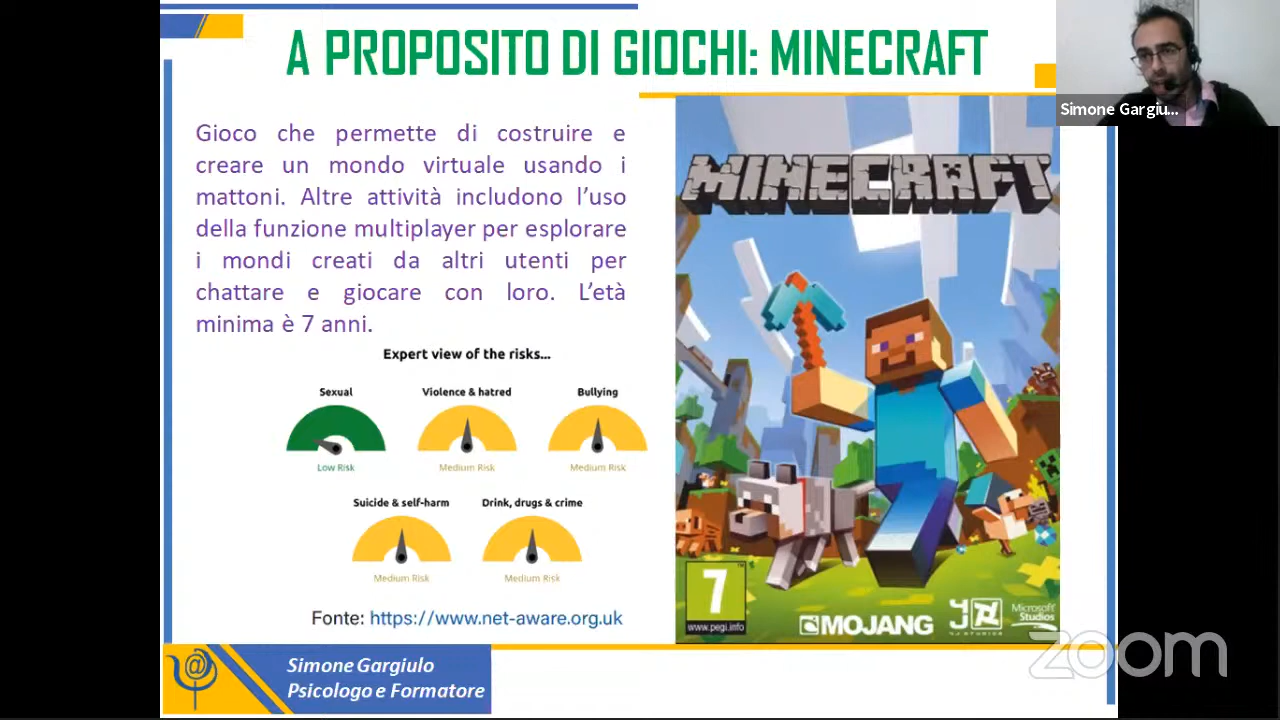 A PROPOSITO DI GIOCHI: MINECRAFT
Simone Gargiu...
Gioco che permette di costruire e
creare un mondo virtuale usando i
mattoni. Altre attività includono l'uso
della funzione multiplayer per esplorare
i mondi creati da altri utenti per
chattare e giocare con loro. L'età
minima è 7 anni.
MINECRAFT
Expert view of the risks...
Sexual
Violence & hatred
Bullying
Low Risk
Medium Risk
Medium Risk
Suicide & self-harm
Drink, drugs & crime
Medium Risk
Medium Risk
Fonte: https://www.net-aware.org.uk
7
www.pegi.info
MOJANG
4J STUDIOS
Microsoft
Studios
Simone Gargiulo
Psicologo e Formatore
zoom